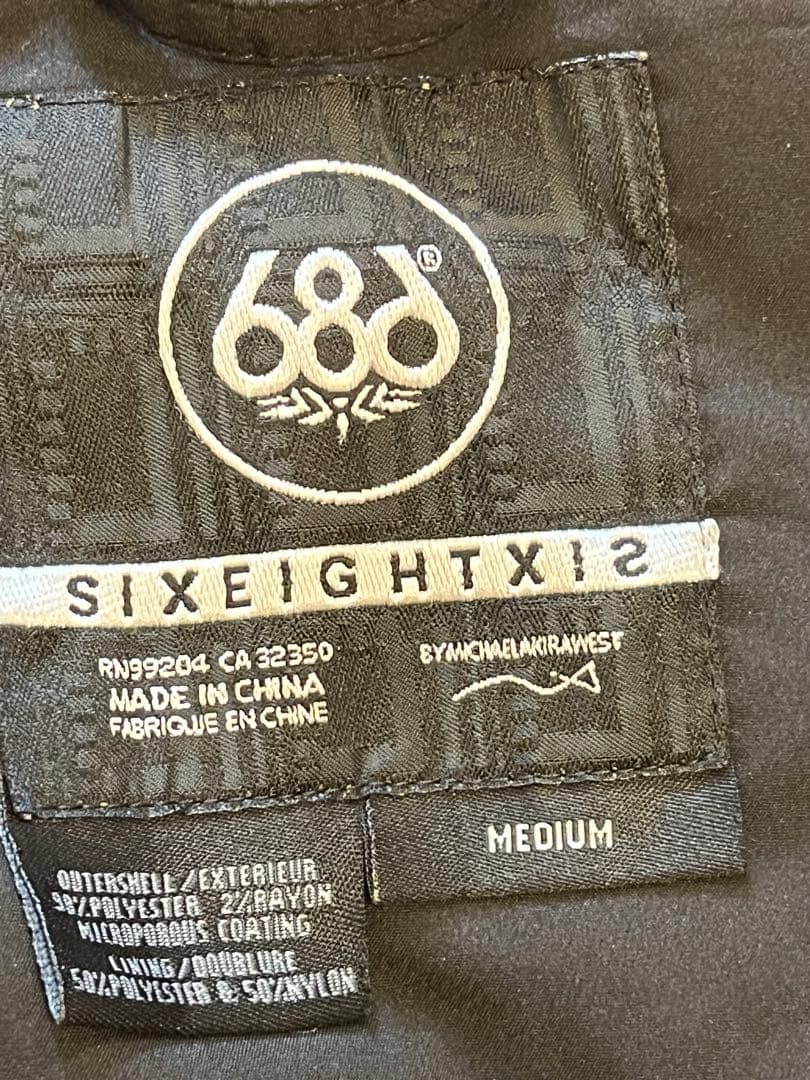 686®
SIXEIGHTXIS
RN99204 CA 32350
MADE IN CHINA
FABRIQUE EN CHINE
BYMICHAELAKIRAWEST
MEDIUM
OUTERSHELL/EXTERIEUR
98%POLYESTER 2%RAYON
MICROPOROUS COATING
LINING/DOUBLURE
50%POLYESTER & 50%NYLON